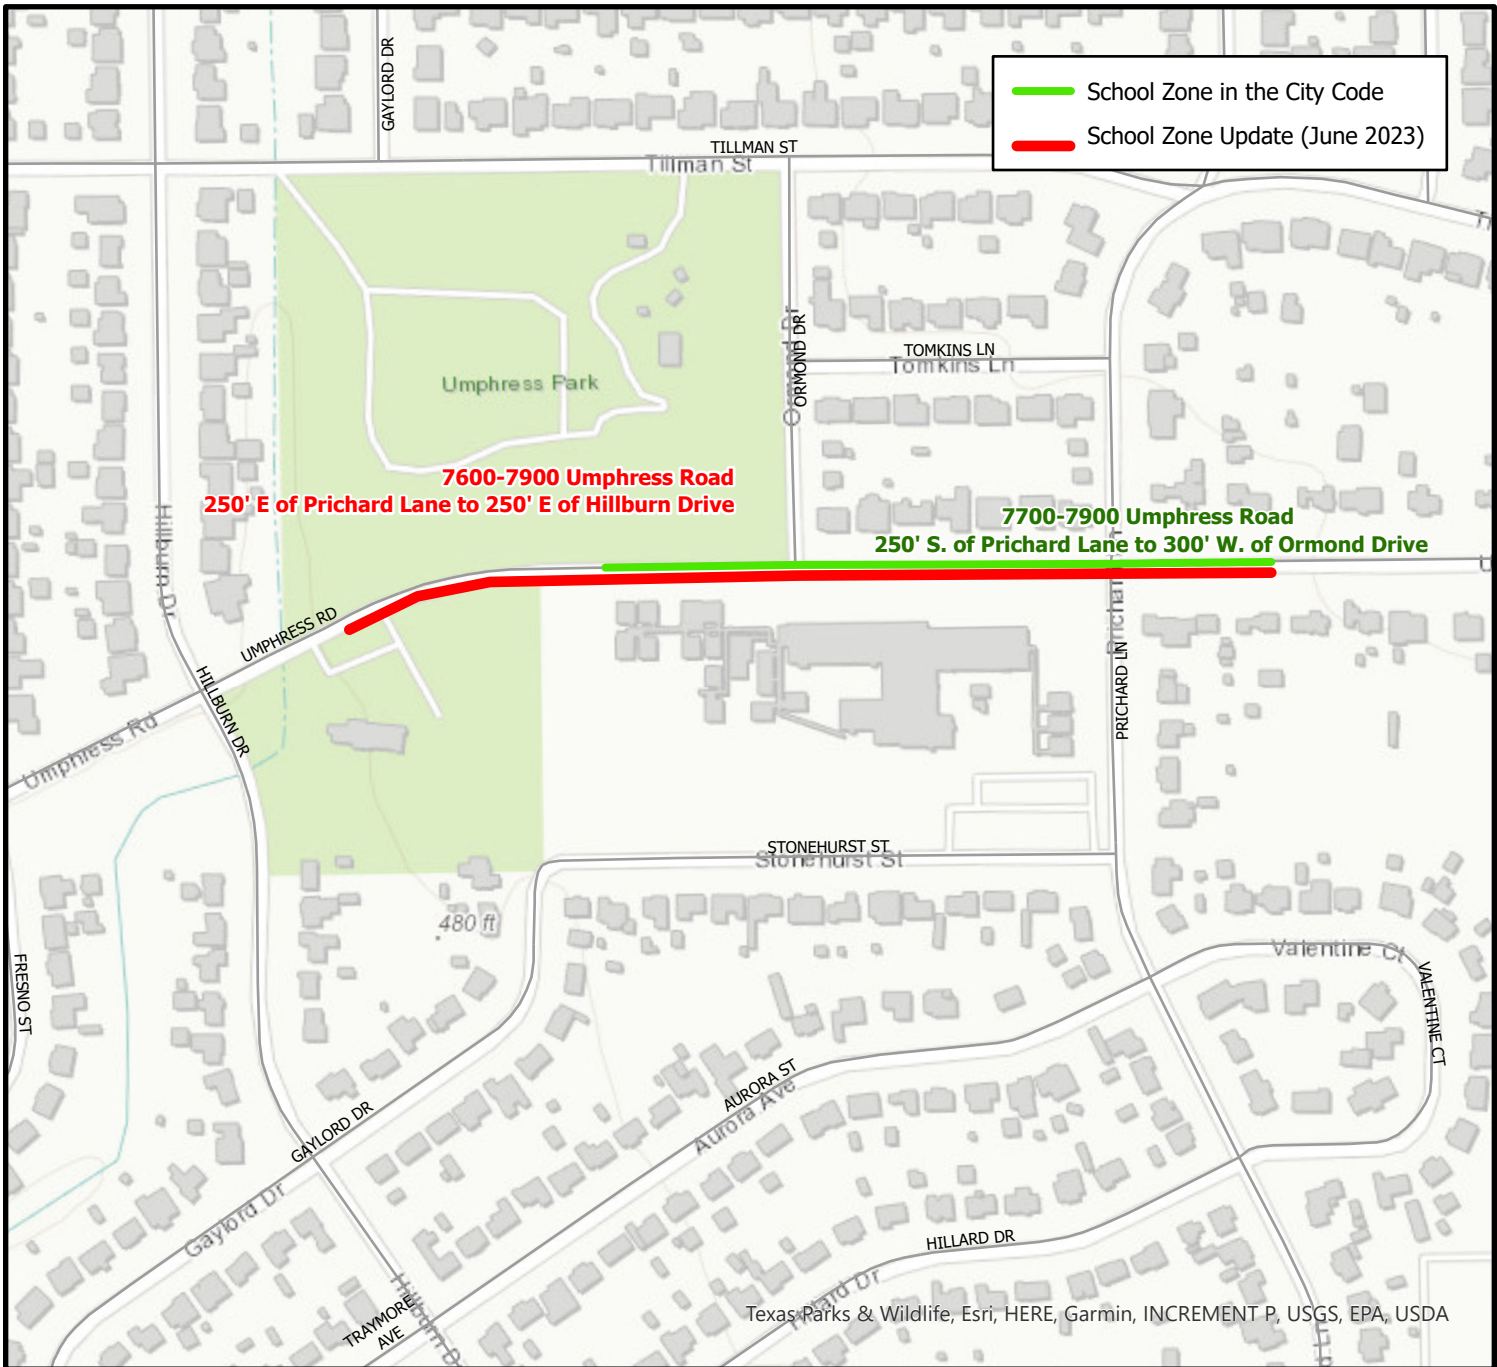 GAYLORD DR
School Zone in the City Code
School Zone Update (June 2023)
TILLMAN ST
Tillman St
Umphress Park
Ormond Dr
ORMOND DR
TOMKINS LN
Tomkins Ln
7600-7900 Umphress Road
250' E of Prichard Lane to 250' E of Hillburn Drive
7700-7900 Umphress Road
250' S. of Prichard Lane to 300' W. of Ormond Drive
Hillburn Dr
UMPHRESS RD
HILLBURN DR
Umphress Rd
PRICHARD LN
STONEHURST ST
Stonehurst St
480 ft
Valentine Ct
VALENTINE CT
FRESNO ST
AURORA ST
Aurora Ave
GAYLORD DR
Gaylord Dr
HILLARD DR
Hillburn Dr
TRAYMORE
AVE
Texas Parks & Wildlife, Esri, HERE, Garmin, INCREMENT P, USGS, EPA, USDA